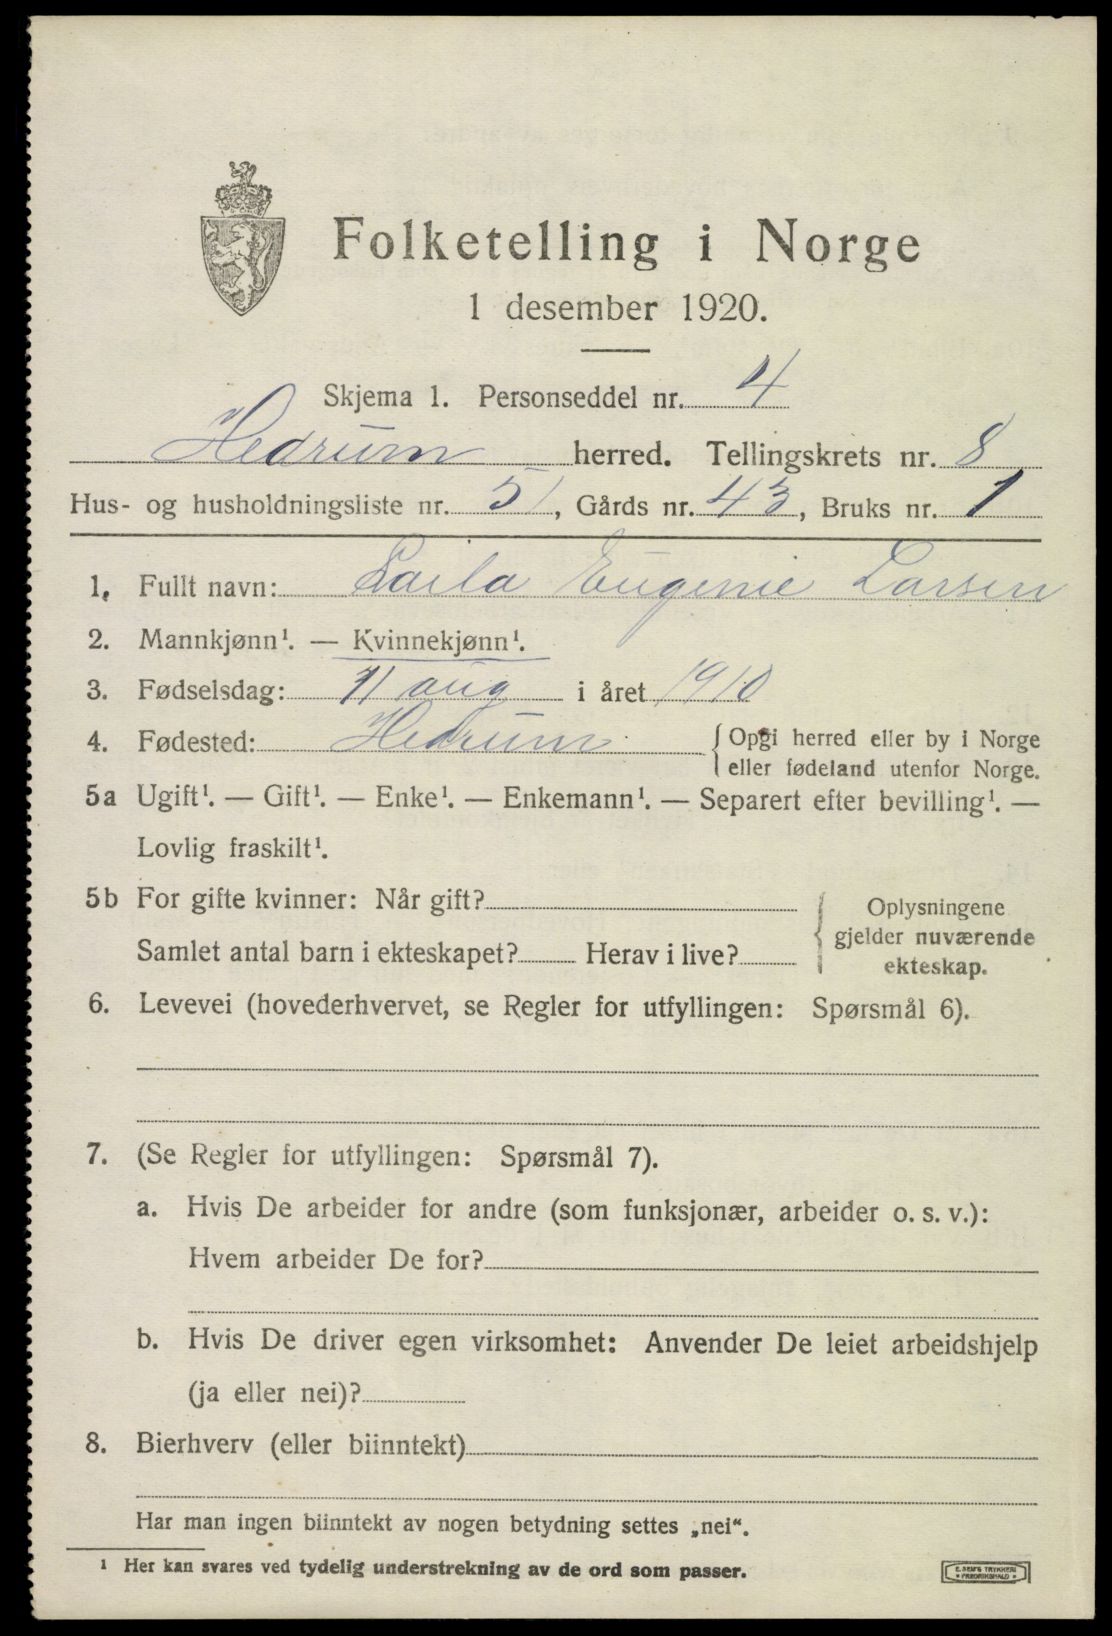 Folketelling i Norge
1 desember 1920.
Skjema 1. Personseddel nr. 4
Hedrum herred. Tellingskrets nr. 8
Hus- og husholdningsliste nr. 51, Gårds nr. 43, Bruks nr. 1
1. Fullt navn: Laila Eugenie Larsen
2. Mannkjønn¹. — Kvinnekjønn¹.
3. Fødselsdag: 11 aug i året 1910
4. Fødested: Hedrum { Opgi herred eller by i Norge
eller fødeland utenfor Norge.
5a Ugift¹. — Gift¹. — Enke¹. — Enkemann¹. — Separert efter bevilling¹. —
Lovlig fraskilt¹.
5b For gifte kvinner: Når gift? { Oplysningene
gjelder nuværende
Samlet antal barn i ekteskapet? Herav i live? ekteskap.
6. Levevei (hovederhvervet, se Regler for utfyllingen: Spørsmål 6).
7. (Se Regler for utfyllingen: Spørsmål 7).
a. Hvis De arbeider for andre (som funksjonær, arbeider o. s. v.):
Hvem arbeider De for?
b. Hvis De driver egen virksomhet: Anvender De leiet arbeidshjelp
(ja eller nei)?
8. Bierhverv (eller biinntekt)
Har man ingen biinntekt av nogen betydning settes „nei“.
¹ Her kan svares ved tydelig understrekning av de ord som passer.
E. SEM'S TRYKKERI
* FREDRIKSHALD *